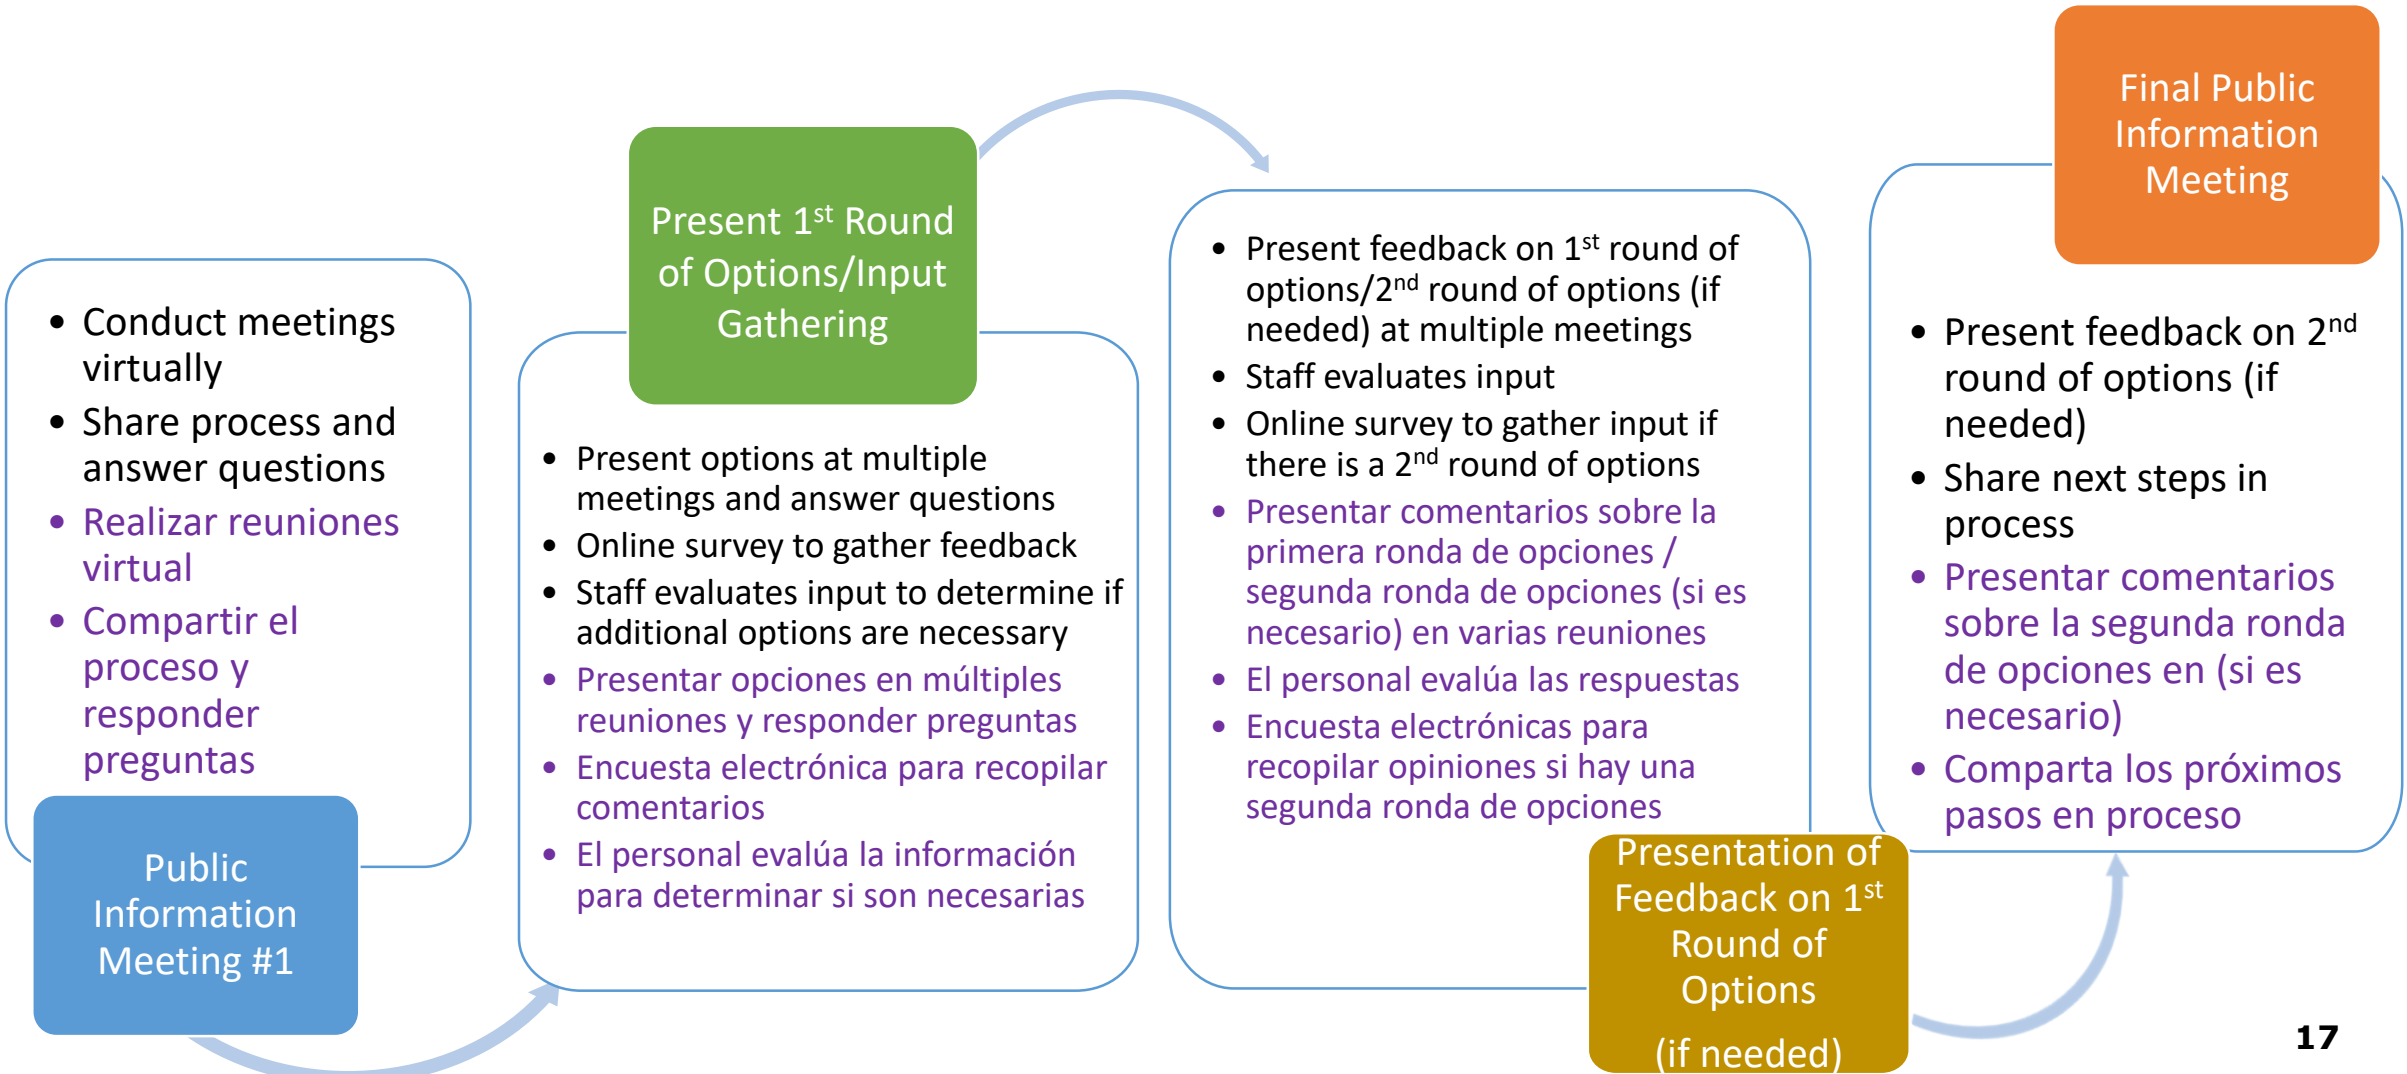 • Conduct meetings
virtually
• Share process and
answer questions
• Realizar reuniones
virtual
• Compartir el
proceso y
responder
preguntas
Public
Information
Meeting #1
Present 1st Round
of Options/Input
Gathering
• Present options at multiple
meetings and answer questions
• Online survey to gather feedback
• Staff evaluates input to determine if
additional options are necessary
• Presentar opciones en múltiples
reuniones y responder preguntas
• Encuesta electrónica para recopilar
comentarios
• El personal evalúa la información
para determinar si son necesarias
• Present feedback on 1st round of
options/2nd round of options (if
needed) at multiple meetings
• Staff evaluates input
• Online survey to gather input if
there is a 2nd round of options
• Presentar comentarios sobre la
primera ronda de opciones /
segunda ronda de opciones (si es
necesario) en varias reuniones
• El personal evalúa las respuestas
• Encuesta electrónicas para
recopilar opiniones si hay una
segunda ronda de opciones
Presentation of
Feedback on 1st
Round of
Options
(if needed)
Final Public
Information
Meeting
• Present feedback on 2nd
round of options (if
needed)
• Share next steps in
process
• Presentar comentarios
sobre la segunda ronda
de opciones en (si es
necesario)
• Comparta los próximos
pasos en proceso
17